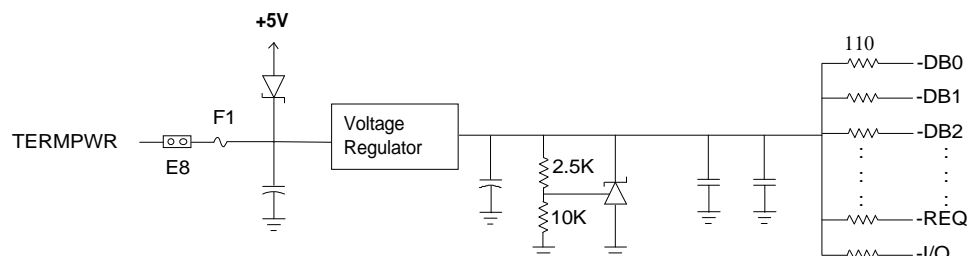 +5V
110
-DB0
-DB1
F1
Voltage
Regulator
TERMPWR
-DB2
E8
2.5K
10K
-REQ
-I/O